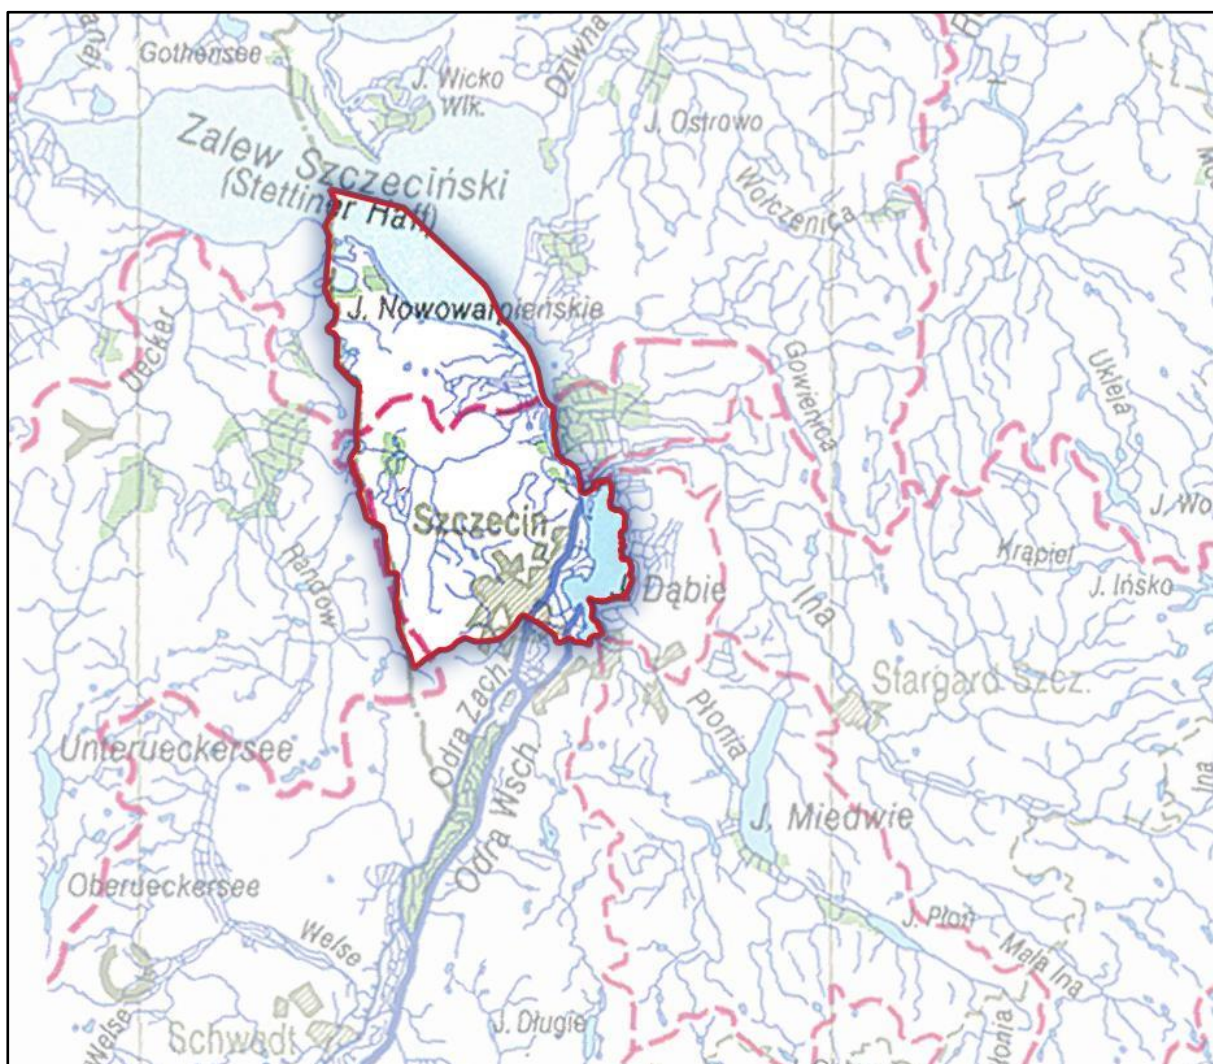 Gothensee
J. Wicko
Wlk.
Dziwna
J. Ostrowo
Zalew Szczeciński
(Stettiner Haff)
Wołczenica
J. Nowowarpieńskie
Uecker
Gowienica
Ukleja
Szczecin
Randow
Krąpiel
J. Ińsko
J. Dąbie
Ina
Stargard Szcz.
Odra Zach.
Płonia
Unterueckersee
Odra Wsch.
J. Miedwie
Ina
Oberueckersee
J. Płoń
Mała Ina
Welse
J. Długie
Schwedt
Welse